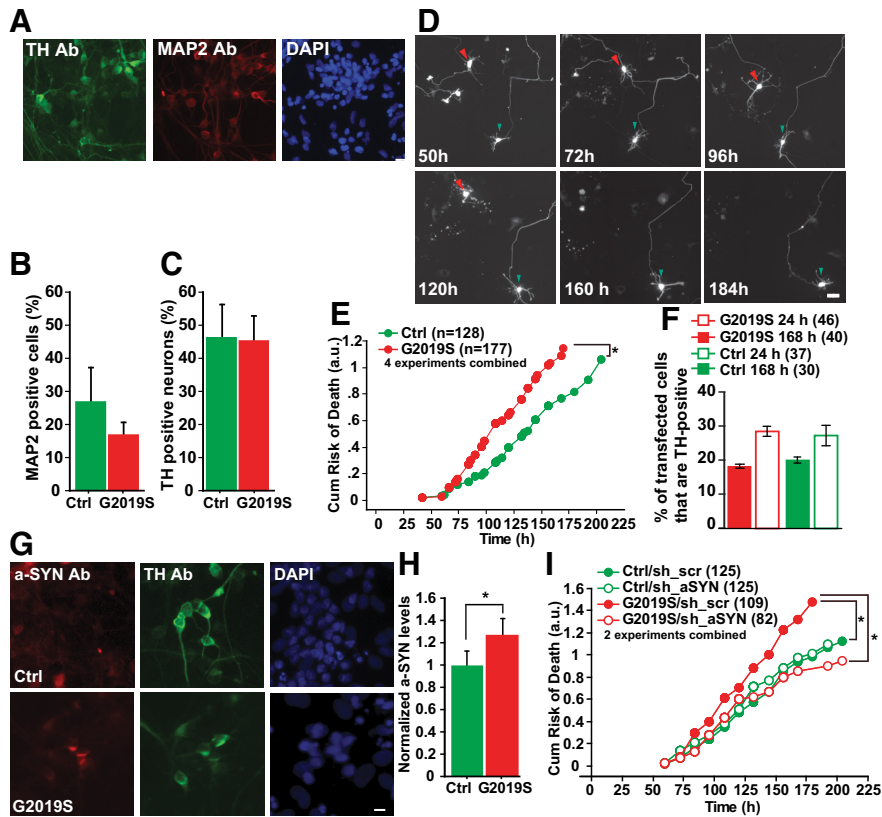 A
TH Ab
MAP2 Ab
DAPI
D
50h
72h
96h
120h
160 h
184h
B
MAP2 positive cells (%)
60
50
40
30
20
10
0
Ctrl G2019S
C
TH positive neurons (%)
60
50
40
30
20
10
0
Ctrl G2019S
E
Ctrl (n=128)
G2019S (n=177)
4 experiments combined
*
Cum Risk of Death (a.u.)
1.2
1
.8
.6
.4
.2
0
0 25 50 75 100 125 150 175 200 225
Time (h)
F
G2019S 24 h (46)
G2019S 168 h (40)
Ctrl 24 h (37)
Ctrl 168 h (30)
% of transfected cells
that are TH-positive
40
30
20
10
0
G
a-SYN Ab
TH Ab
DAPI
Ctrl
G2019S
H
Normalized a-SYN levels
1.6
1.4
1.2
1
0.8
0.6
0.4
0.2
0
*
Ctrl G2019S
I
Ctrl/sh_scr (125)
Ctrl/sh_aSYN (125)
G2019S/sh_scr (109)
G2019S/sh_aSYN (82)
2 experiments combined
*
*
Cum Risk of Death (a.u.)
1.6
1.4
1.2
1
0.8
0.6
0.4
0.2
0
0 25 50 75 100 125 150 175 200 225
Time (h)